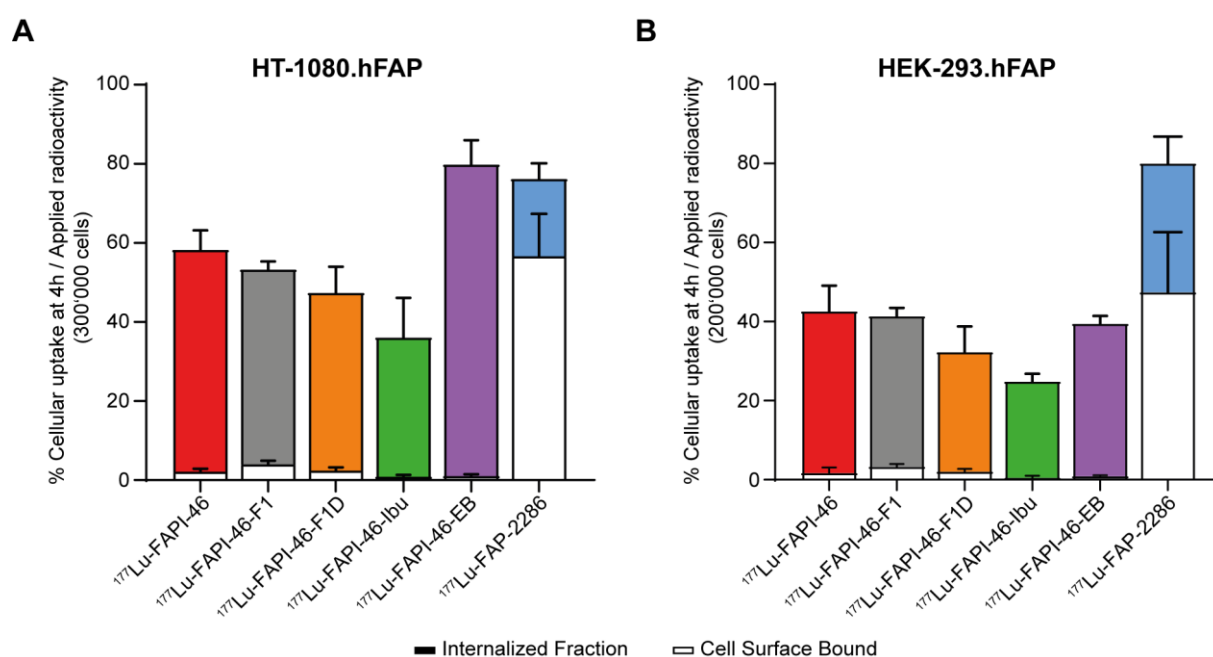 A
HT-1080.hFAP
% Cellular uptake at 4h / Applied radioactivity
(300'000 cells)
100
80
60
40
20
0
¹⁷⁷Lu-FAPI-46
¹⁷⁷Lu-FAPI-46-F1
¹⁷⁷Lu-FAPI-46-F1D
¹⁷⁷Lu-FAPI-46-Ibu
¹⁷⁷Lu-FAPI-46-EB
¹⁷⁷Lu-FAP-2286
B
HEK-293.hFAP
% Cellular uptake at 4h / Applied radioactivity
(200'000 cells)
100
80
60
40
20
0
¹⁷⁷Lu-FAPI-46
¹⁷⁷Lu-FAPI-46-F1
¹⁷⁷Lu-FAPI-46-F1D
¹⁷⁷Lu-FAPI-46-Ibu
¹⁷⁷Lu-FAPI-46-EB
¹⁷⁷Lu-FAP-2286
Internalized Fraction
Cell Surface Bound